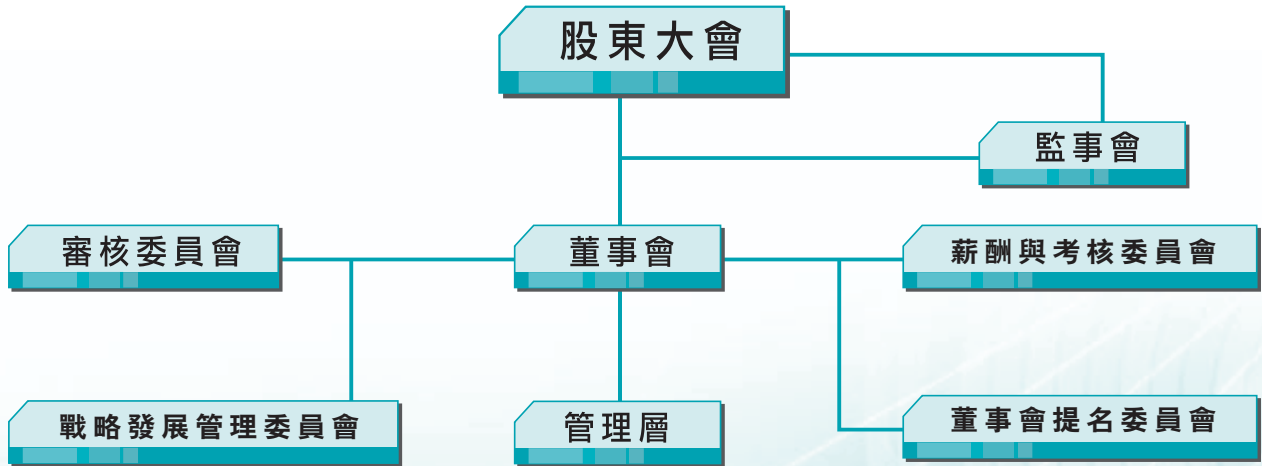 股東大會
監事會
審核委員會
董事會
薪酬與考核委員會
戰略發展管理委員會
管理層
董事會提名委員會